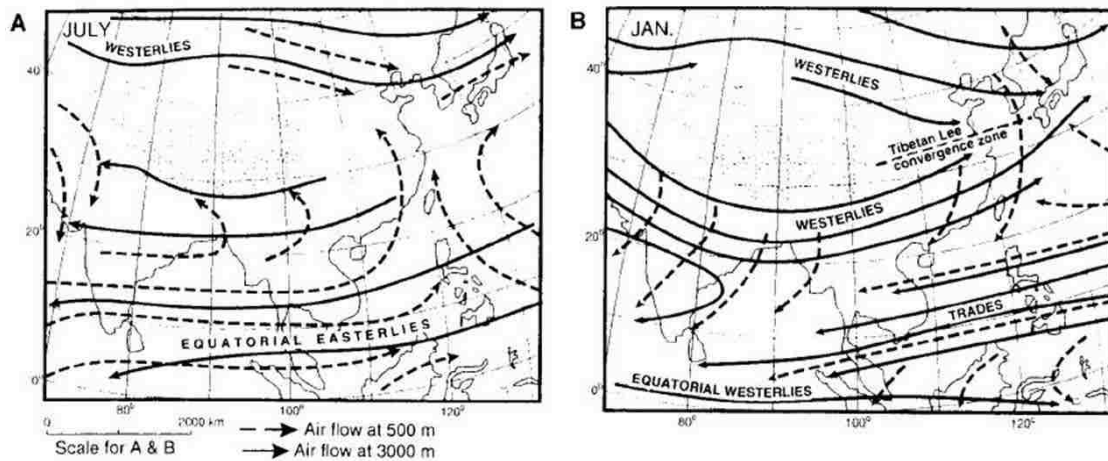 A
JULY
WESTERLIES
40°
20°
0°
EQUATORIAL EASTERLIES
80°
100°
120°
B
JAN.
WESTERLIES
Tibetan Lee
convergence zone
WESTERLIES
40°
20°
0°
TRADES
EQUATORIAL WESTERLIES
80°
100°
120°
0 2000 km
Scale for A & B
Air flow at 500 m
Air flow at 3000 m